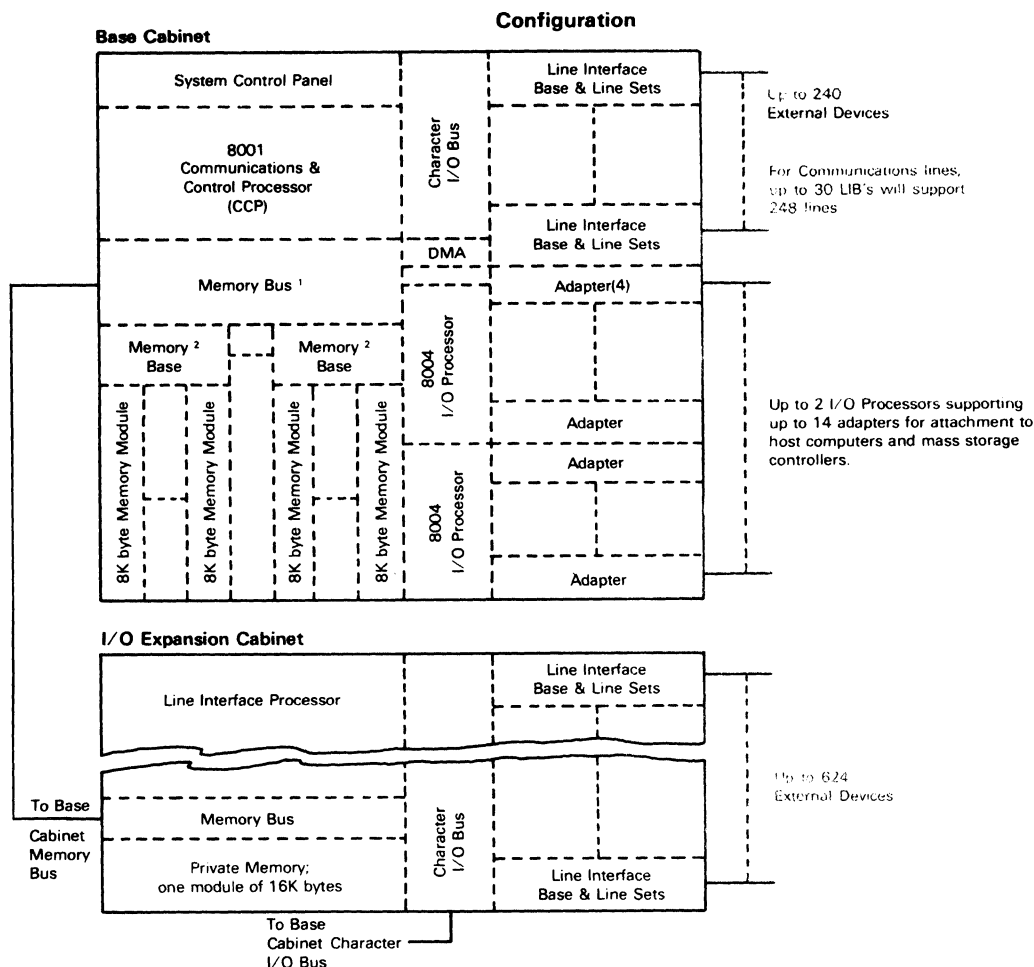 Configuration
Base Cabinet
System Control Panel
8001
Communications &
Control Processor
(CCP)
Character
I/O Bus
Line Interface
Base & Line Sets
Line Interface
Base & Line Sets
Up to 240
External Devices
For Communications lines,
up to 30 LIB's will support
248 lines
DMA
Memory Bus 1
Adapter(4)
Memory 2
Base
Memory 2
Base
8K byte Memory Module
8K byte Memory Module
8K byte Memory Module
8K byte Memory Module
8004
I/O Processor
Adapter
8004
I/O Processor
Adapter
Adapter
Up to 2 I/O Processors supporting
up to 14 adapters for attachment to
host computers and mass storage
controllers.
I/O Expansion Cabinet
Line Interface Processor
Line Interface
Base & Line Sets
Up to 624
External Devices
To Base
Cabinet
Memory
Bus
Memory Bus
Private Memory;
one module of 16K bytes
Character
I/O Bus
Line Interface
Base & Line Sets
To Base
Cabinet Character
I/O Bus